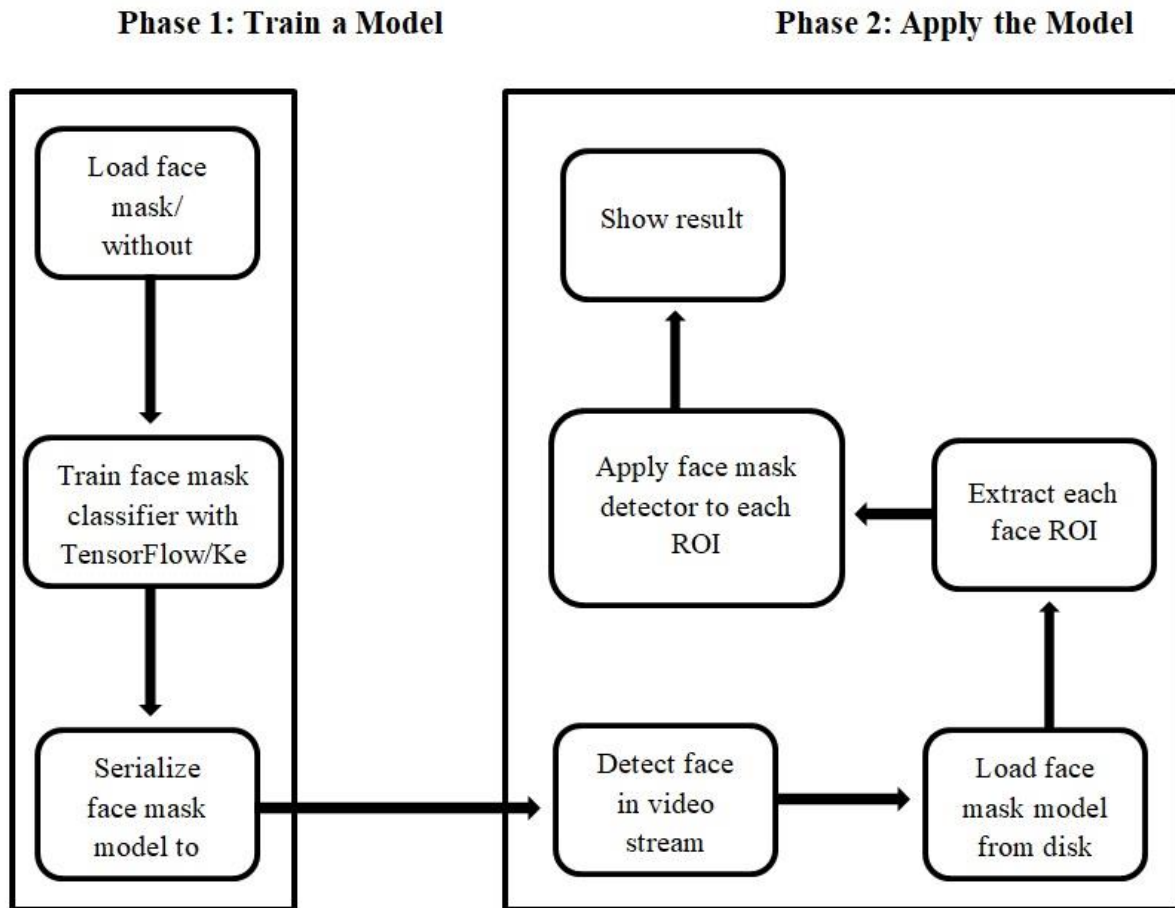 Phase 1: Train a Model
Phase 2: Apply the Model
Load face
mask/
without
Train face mask
classifier with
TensorFlow/Ke
Serialize
face mask
model to
Detect face
in video
stream
Load face
mask model
from disk
Extract each
face ROI
Apply face mask
detector to each
ROI
Show result